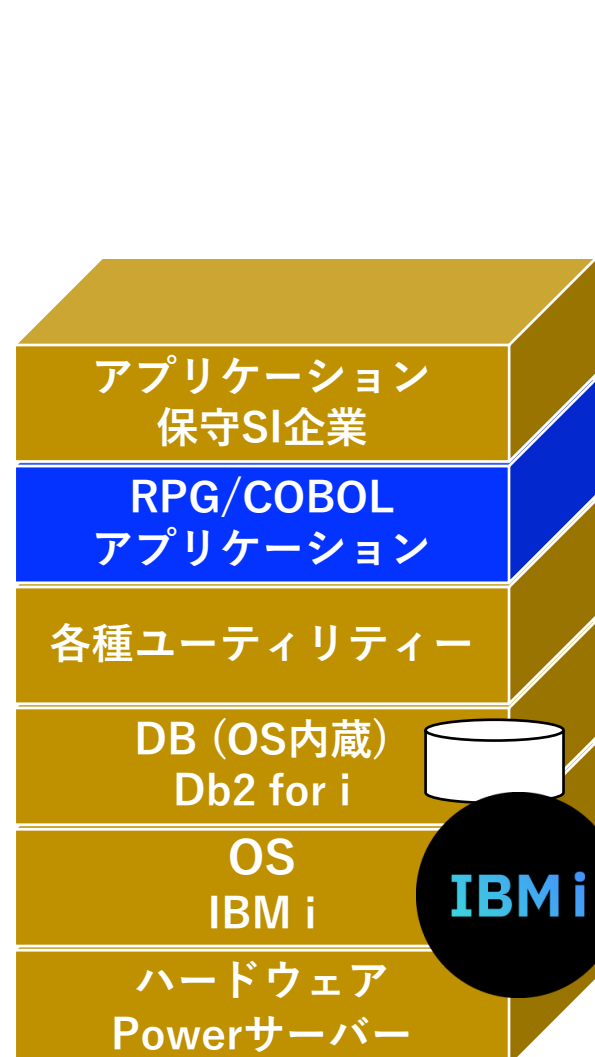 アプリケーション
保守SI企業
RPG/COBOL
アプリケーション
各種ユーティリティー
DB (OS内蔵)
Db2 for i
OS
IBM i
IBM i
ハードウェア
Powerサーバー